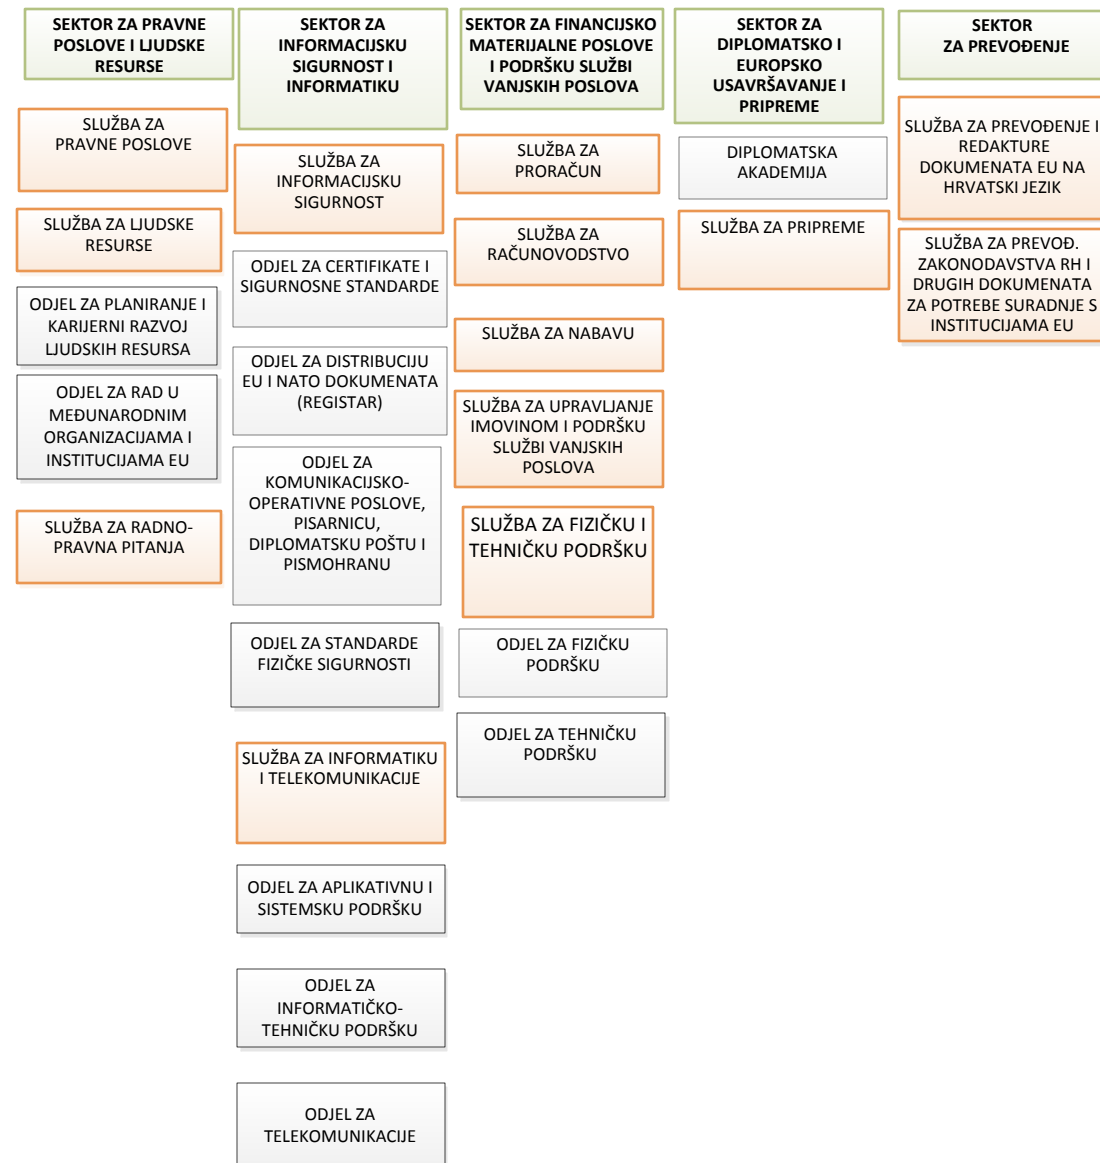 SEKTOR ZA PRAVNE
POSLOVE I LJUDSKE
RESURSE
SLUŽBA ZA
PRAVNE POSLOVE
SLUŽBA ZA LJUDSKE
RESURSE
ODJEL ZA PLANIRANJE I
KARIJERNI RAZVOJ
LJUDSKIH RESURSA
ODJEL ZA RAD U
MEĐUNARODNIM
ORGANIZACIJAMA I
INSTITUCIJAMA EU
SLUŽBA ZA RADNO-
PRAVNA PITANJA
SEKTOR ZA
INFORMACIJSKU
SIGURNOST I
INFORMATIKU
SLUŽBA ZA
INFORMACIJSKU
SIGURNOST
ODJEL ZA CERTIFIKATE I
SIGURNOSNE STANDARDE
ODJEL ZA DISTRIBUCIJU
EU I NATO DOKUMENATA
(REGISTAR)
ODJEL ZA
KOMUNIKACIJSKO-
OPERATIVNE POSLOVE,
PISARNICU,
DIPLOMATSKU POŠTU I
PISMOHRANU
ODJEL ZA STANDARDE
FIZIČKE SIGURNOSTI
SLUŽBA ZA INFORMATIKU
I TELEKOMUNIKACIJE
ODJEL ZA APLIKATIVNU I
SISTEMSKU PODRŠKU
ODJEL ZA
INFORMATIČKO-
TEHNIČKU PODRŠKU
ODJEL ZA
TELEKOMUNIKACIJE
SEKTOR ZA FINANCIJSKO
MATERIJALNE POSLOVE
I PODRŠKU SLUŽBI
VANJSKIH POSLOVA
SLUŽBA ZA
PRORAČUN
SLUŽBA ZA
RAČUNOVODSTVO
SLUŽBA ZA NABAVU
SLUŽBA ZA UPRAVLJANJE
IMOVINOM I PODRŠKU
SLUŽBI VANJSKIH
POSLOVA
SLUŽBA ZA FIZIČKU I
TEHNIČKU PODRŠKU
ODJEL ZA FIZIČKU
PODRŠKU
ODJEL ZA TEHNIČKU
PODRŠKU
SEKTOR ZA
DIPLOMATSKO I
EUROPSKO
USAVRŠAVANJE I
PRIPREME
DIPLOMATSKA
AKADEMIJA
SLUŽBA ZA PRIPREME
SEKTOR
ZA PREVOĐENJE
SLUŽBA ZA PREVOĐENJE I
REDAKTURE
DOKUMENATA EU NA
HRVATSKI JEZIK
SLUŽBA ZA PREVOĐ.
ZAKONODAVSTVA RH I
DRUGIH DOKUMENATA
ZA POTREBE SURADNJE S
INSTITUCIJAMA EU